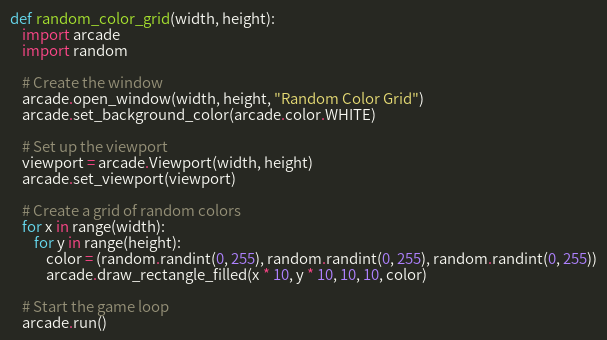 def random_color_grid(width, height):
    import arcade
    import random

    # Create the window
    arcade.open_window(width, height, "Random Color Grid")
    arcade.set_background_color(arcade.color.WHITE)

    # Set up the viewport
    viewport = arcade.Viewport(width, height)
    arcade.set_viewport(viewport)

    # Create a grid of random colors
    for x in range(width):
        for y in range(height):
            color = (random.randint(0, 255), random.randint(0, 255), random.randint(0, 255))
            arcade.draw_rectangle_filled(x * 10, y * 10, 10, 10, color)

    # Start the game loop
    arcade.run()